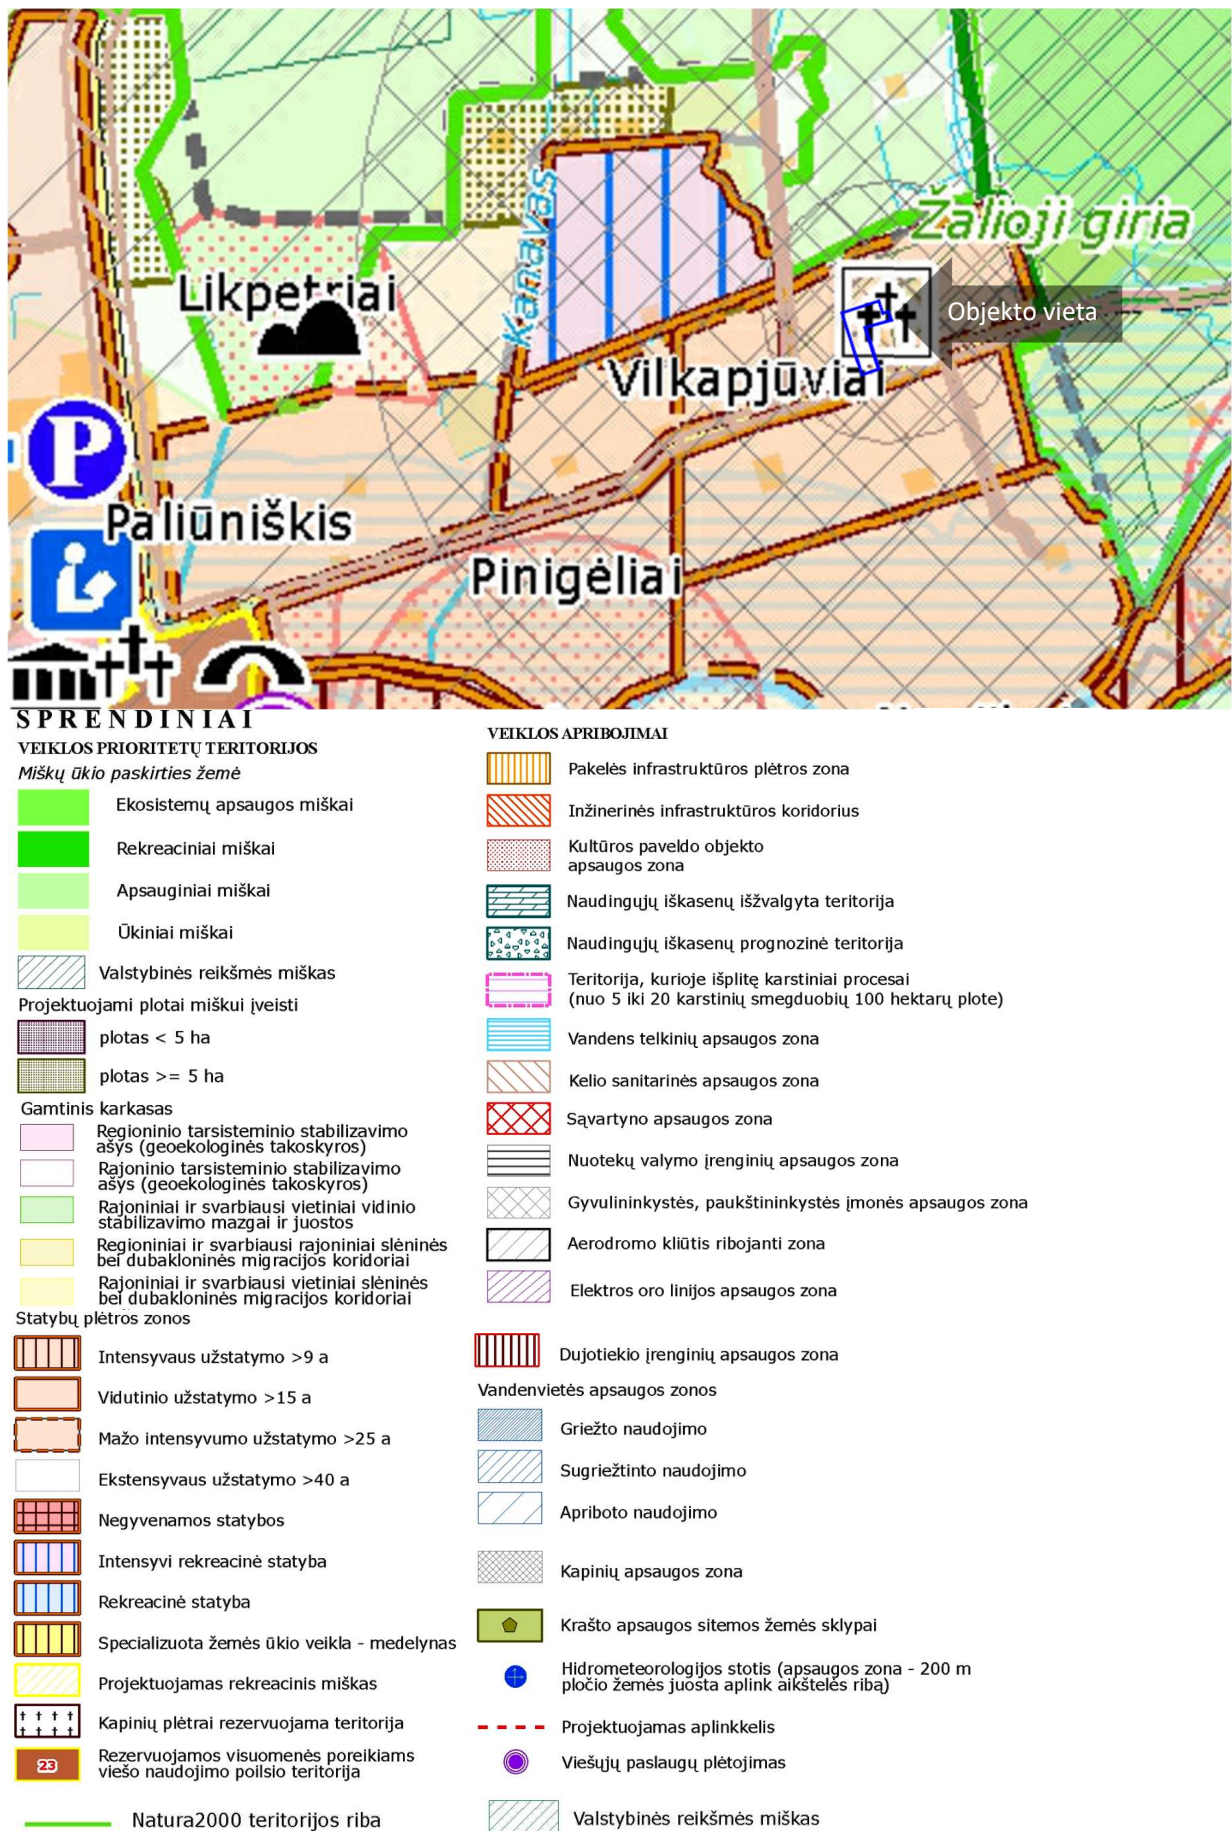 Žalioji giria
Likpetriai
Kanavas
Objekto vieta
Vilkapjūviai
P
Paliūniškis
Pinigėliai
SPRENDINIAI
VEIKLOS PRIORITETŲ TERITORIJOS
Miškų ūkio paskirties žemė
Ekosistemų apsaugos miškai
Rekreaciniai miškai
Apsauginiai miškai
Ūkiniai miškai
Valstybinės reikšmės miškas
Projektuojami plotai miškui įveisti
plotas < 5 ha
plotas >= 5 ha
Gamtinis karkasas
Regioninio tarsisteminio stabilizavimo
ašys (geoekologinės takoskyros)
Rajoninio tarsisteminio stabilizavimo
ašys (geoekologinės takoskyros)
Rajoniniai ir svarbiausi vietiniai vidinio
stabilizavimo mazgai ir juostos
Regioniniai ir svarbiausi rajoniniai slėninės
bei dubakloninės migracijos koridoriai
Rajoniniai ir svarbiausi vietiniai slėninės
bei dubakloninės migracijos koridoriai
Statybų plėtros zonos
Intensyvaus užstatymo >9 a
Vidutinio užstatymo >15 a
Mažo intensyvumo užstatymo >25 a
Ekstensyvaus užstatymo >40 a
Negyvenamos statybos
Intensyvi rekreacinė statyba
Rekreacinė statyba
Specializuota žemės ūkio veikla - medelynas
Projektuojamas rekreacinis miškas
Kapinių plėtrai rezervuojama teritorija
23
Rezervuojamos visuomenės poreikiams
viešo naudojimo poilsio teritorija
Natura2000 teritorijos riba
VEIKLOS APRIBOJIMAI
Pakelės infrastruktūros plėtros zona
Inžinerinės infrastruktūros koridorius
Kultūros paveldo objekto
apsaugos zona
Naudingųjų iškasenų išžvalgyta teritorija
Naudingųjų iškasenų prognozinė teritorija
Teritorija, kurioje išplitę karstiniai procesai
(nuo 5 iki 20 karstinių smegduobių 100 hektarų plote)
Vandens telkinių apsaugos zona
Kelio sanitarinės apsaugos zona
Sąvartyno apsaugos zona
Nuotekų valymo įrenginių apsaugos zona
Gyvulininkystės, paukštininkystės įmonės apsaugos zona
Aerodromo kliūtis ribojanti zona
Elektros oro linijos apsaugos zona
Dujotiekio įrenginių apsaugos zona
Vandenvietės apsaugos zonos
Griežto naudojimo
Sugriežtinto naudojimo
Apriboto naudojimo
Kapinių apsaugos zona
Krašto apsaugos sitemos žemės sklypai
Hidrometeorologijos stotis (apsaugos zona - 200 m
pločio žemės juosta aplink aikštelės ribą)
Projektuojamas aplinkkelis
Viešųjų paslaugų plėtojimas
Valstybinės reikšmės miškas